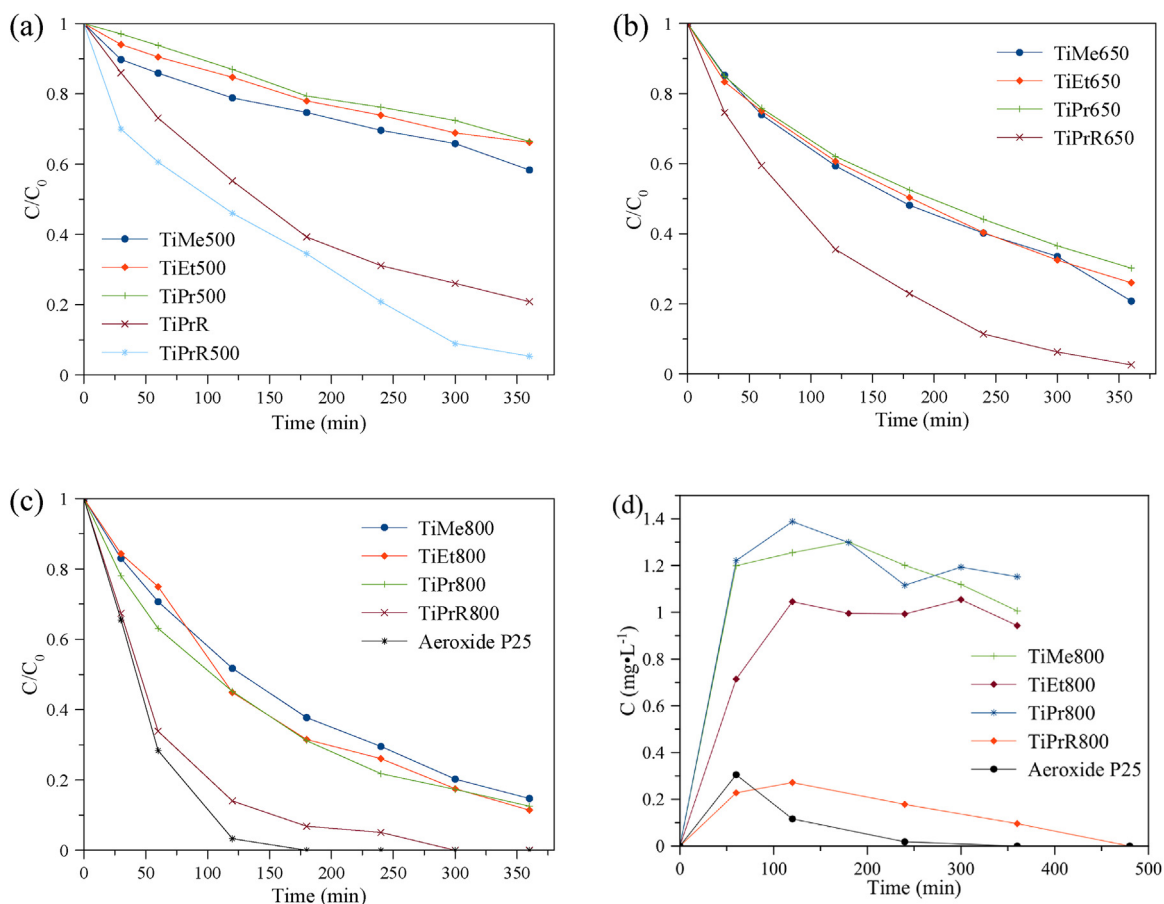 (a)
1
0.8
0.6
0.4
0.2
0
C/C₀
TiMe500
TiEt500
TiPr500
TiPrR
TiPrR500
0 50 100 150 200 250 300 350
Time (min)
(b)
1
0.8
0.6
0.4
0.2
0
C/C₀
TiMe650
TiEt650
TiPr650
TiPrR650
0 50 100 150 200 250 300 350
Time (min)
(c)
1
0.8
0.6
0.4
0.2
0
C/C₀
TiMe800
TiEt800
TiPr800
TiPrR800
Aeroxide P25
0 50 100 150 200 250 300 350
Time (min)
(d)
1.4
1.2
1
0.8
0.6
0.4
0.2
0
C (mg•L⁻¹)
TiMe800
TiEt800
TiPr800
TiPrR800
Aeroxide P25
0 100 200 300 400 500
Time (min)